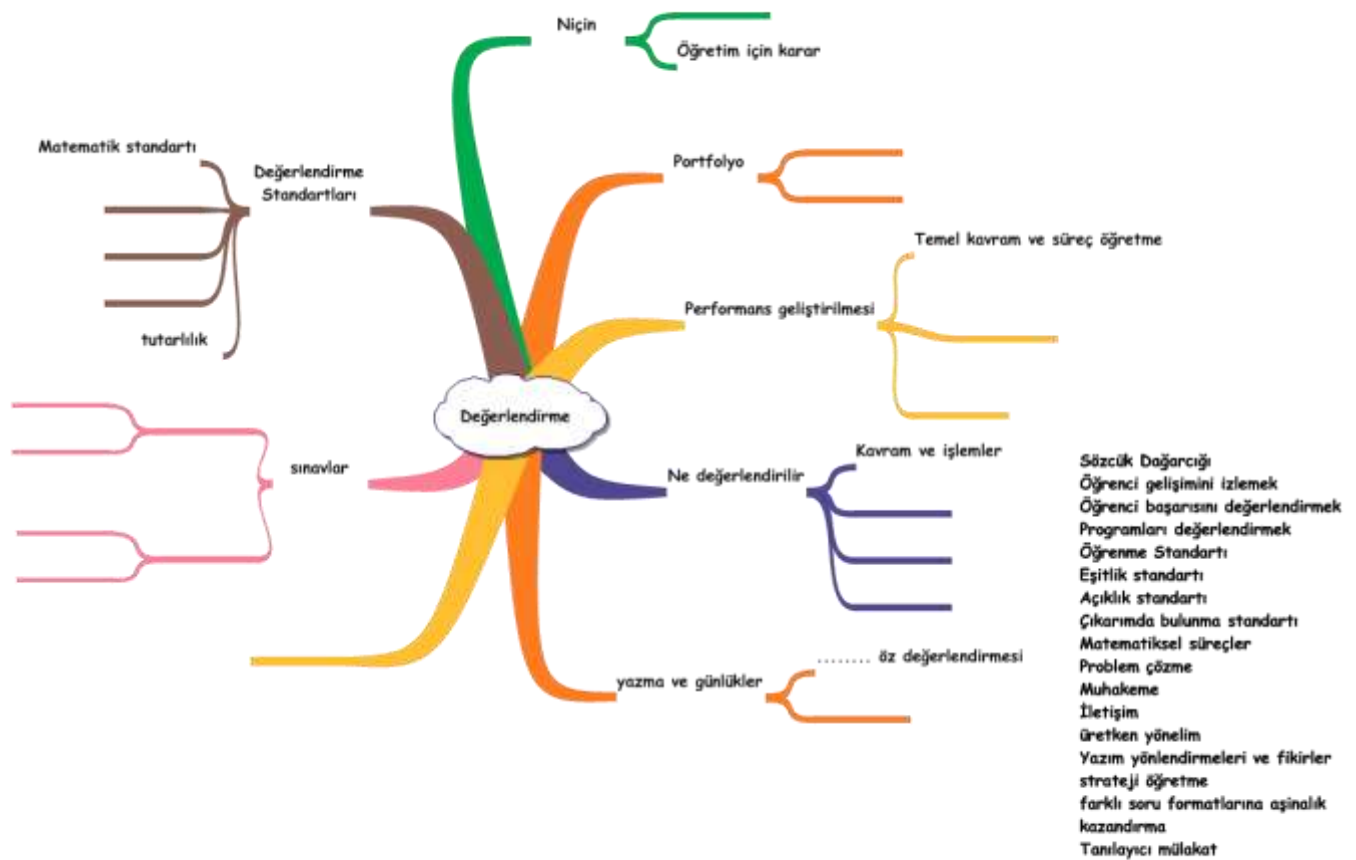 Niçin
Öğretim için karar
Matematik standartı
Değerlendirme
Standartları
tutarlılık
Portfolyo
Temel kavram ve süreç öğretme
Performans geliştirilmesi
Değerlendirme
sınavlar
Kavram ve işlemler
Ne değerlendirilir
........ öz değerlendirmesi
yazma ve günlükler
Sözcük Dağarcığı
Öğrenci gelişimini izlemek
Öğrenci başarısını değerlendirmek
Programları değerlendirmek
Öğrenme Standartı
Eşitlik standartı
Açıklık standartı
Çıkarımda bulunma standartı
Matematiksel süreçler
Problem çözme
Muhakeme
İletişim
üretken yönelim
Yazım yönlendirmeleri ve fikirler
strateji öğretme
farklı soru formatlarına aşinalık
kazandırma
Tanılayıcı mülakat